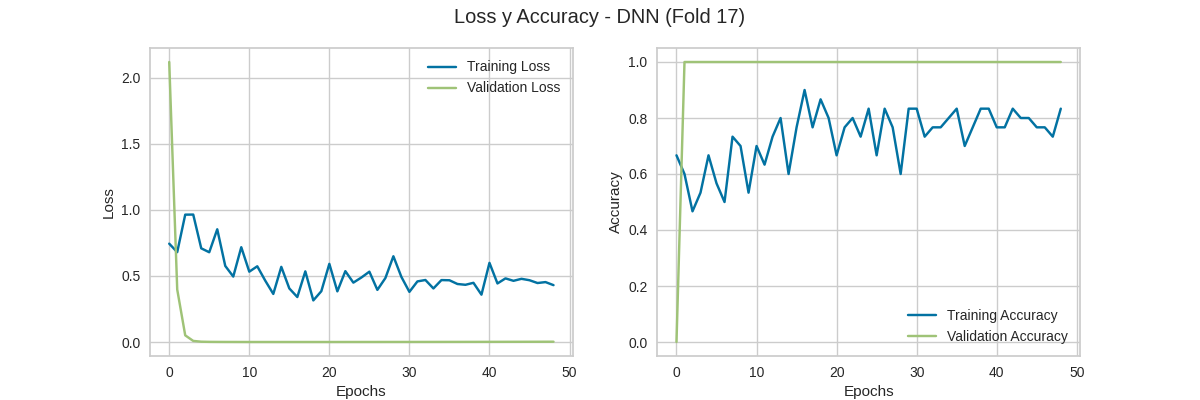 Loss y Accuracy - DNN (Fold 17)
Training Loss
Validation Loss
2.0
1.5
1.0
0.5
0.0
Loss
0
10
20
30
40
50
Epochs
1.0
0.8
0.6
0.4
0.2
0.0
Accuracy
Training Accuracy
Validation Accuracy
0
10
20
30
40
50
Epochs